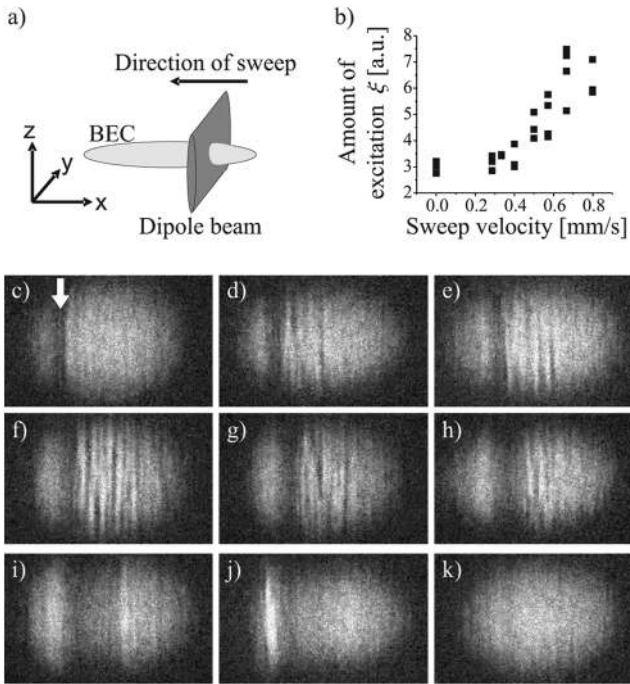 a)
Direction of sweep
BEC
z
y
x
Dipole beam
b)
Amount of
excitation ξ [a.u.]
8
7
6
5
4
3
2
0.0 0.2 0.4 0.6 0.8
Sweep velocity [mm/s]
c) d) e)
f) g) h)
i) j) k)